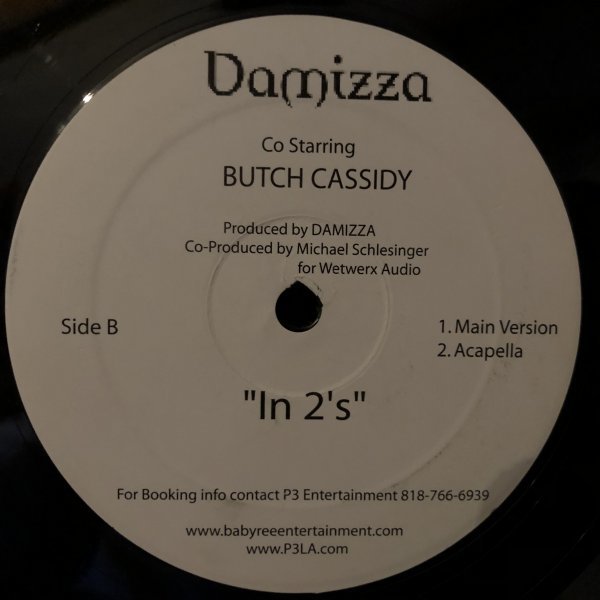 Damizza
Co Starring
BUTCH CASSIDY
Produced by DAMIZZA
Co-Produced by Michael Schlesinger
for Wetwerx Audio
Side B
1. Main Version
2. Acapella
"In 2's"
For Booking info contact P3 Entertainment 818-766-6939
www.babyreeentertainment.com
www.P3LA.com